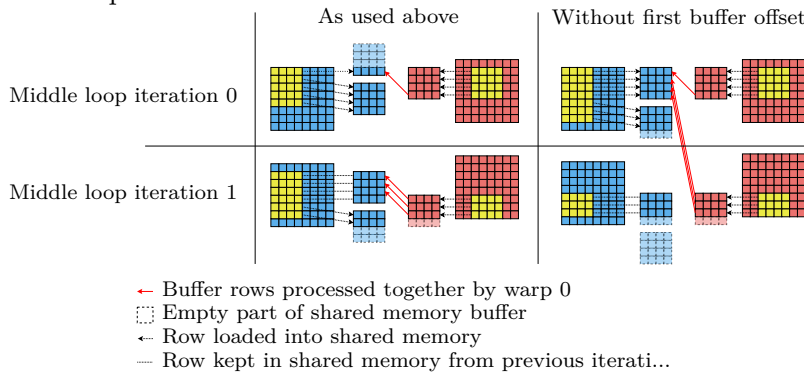 As used above
Without first buffer offset
Middle loop iteration 0
Middle loop iteration 1
Buffer rows processed together by warp 0
Empty part of shared memory buffer
Row loaded into shared memory
Row kept in shared memory from previous iterati...